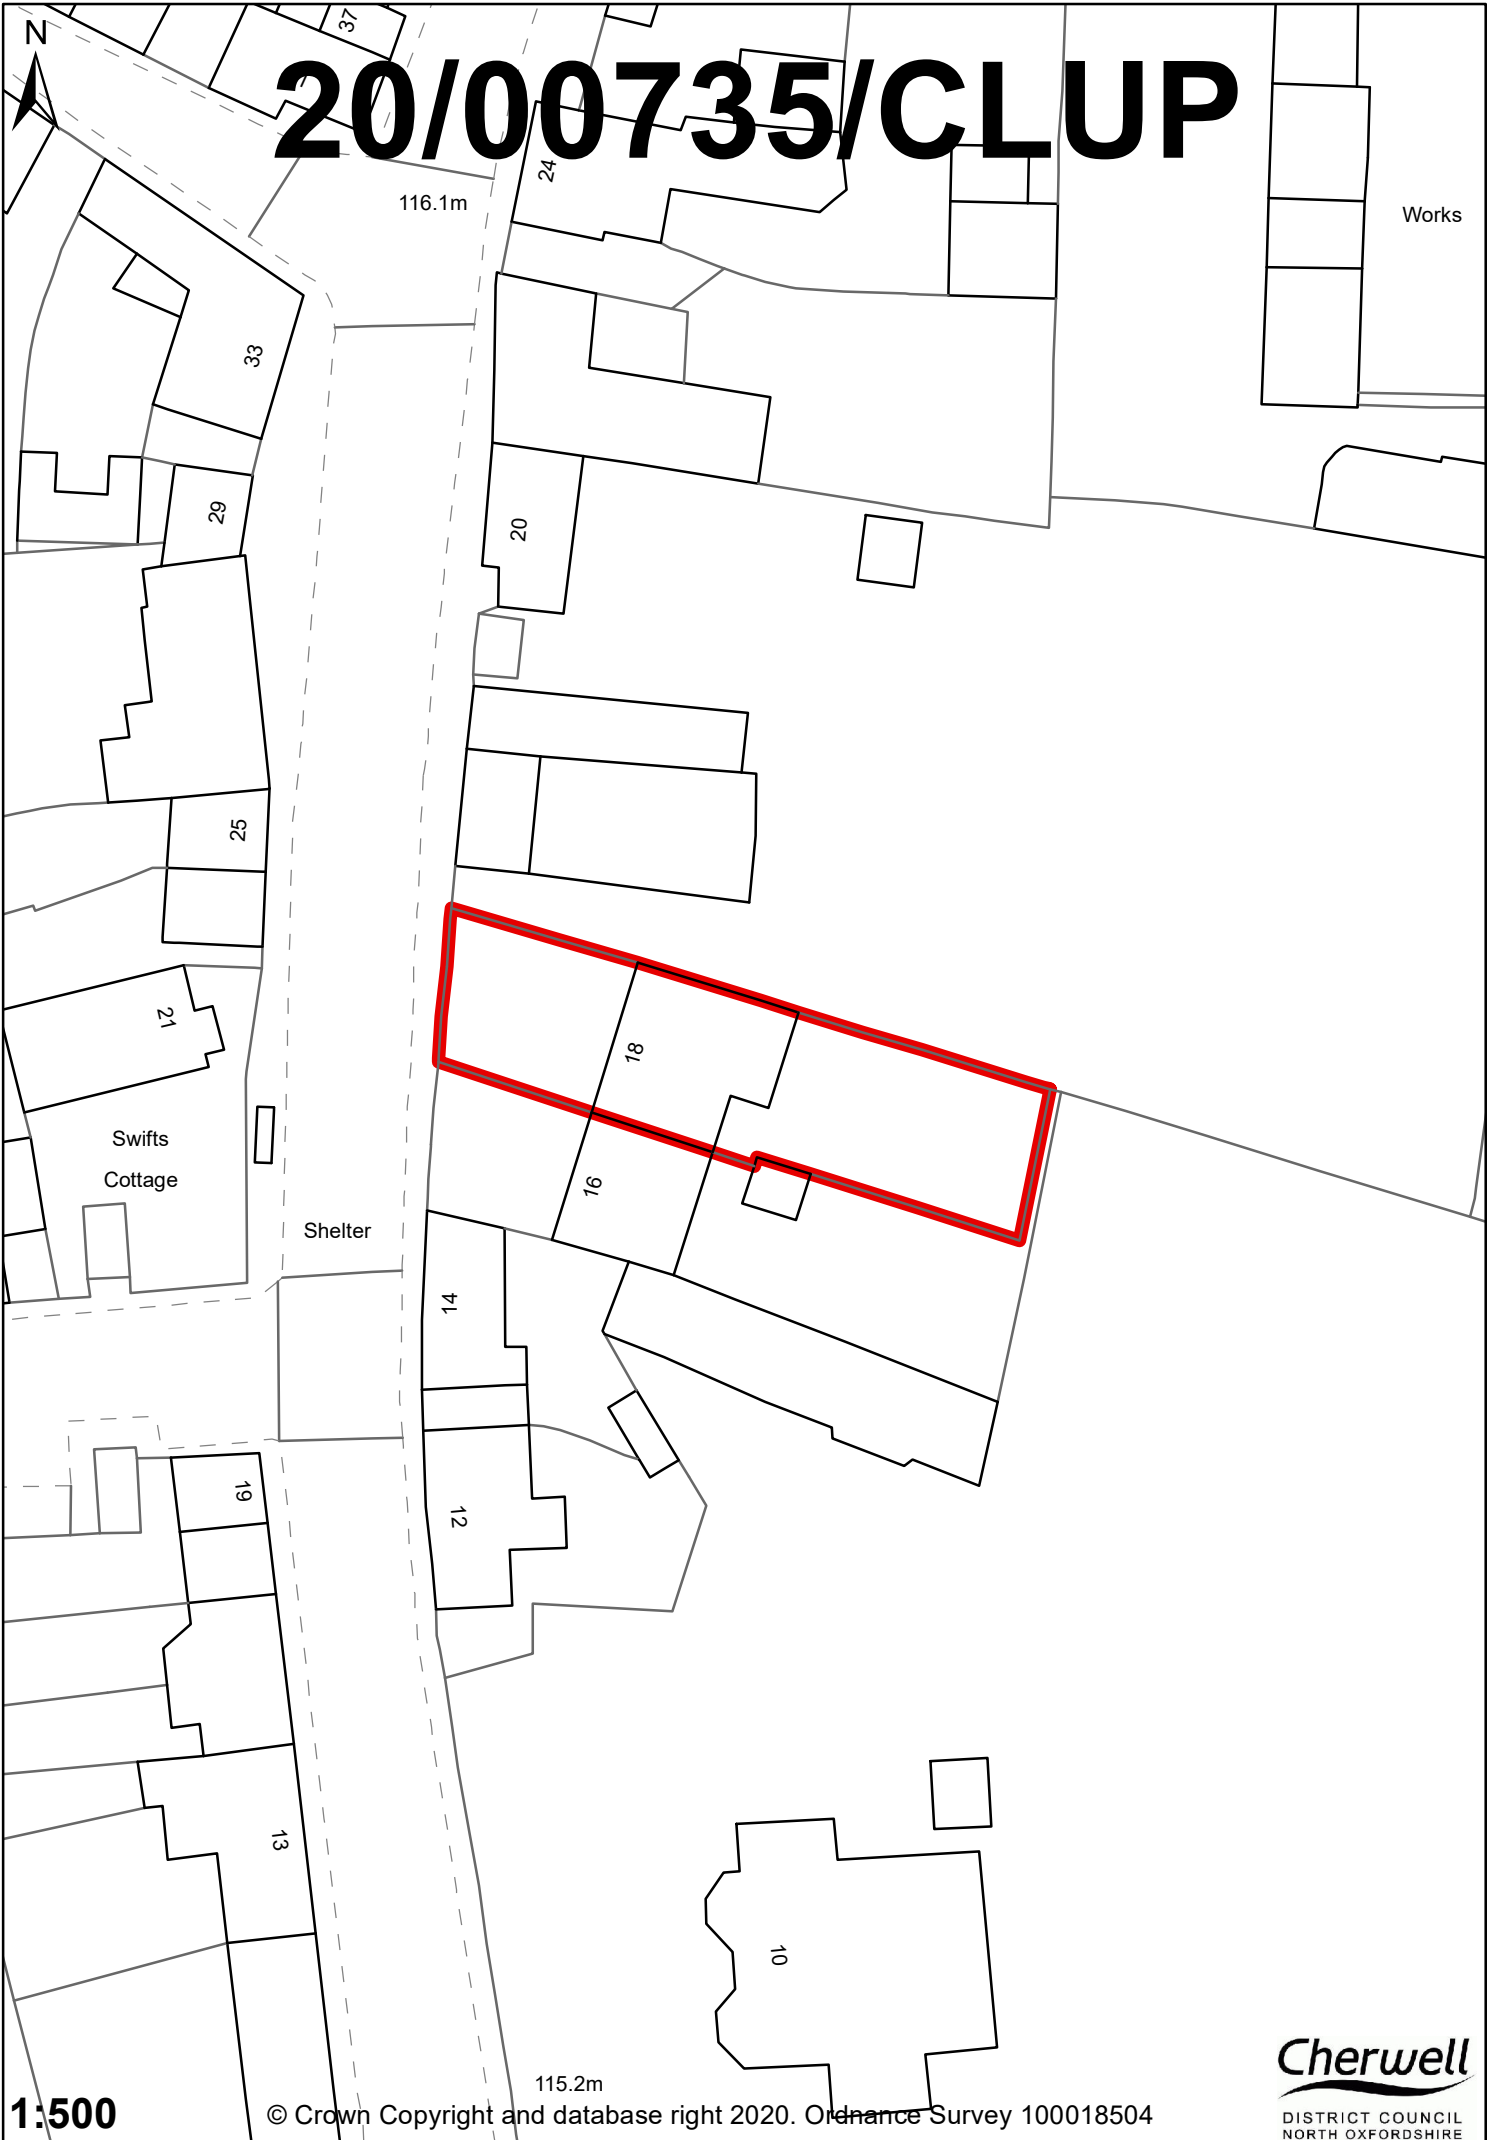 37
N
20/00735/CLUP
24
116.1m
Works
33
29
20
25
21
18
Swifts
Cottage
16
Shelter
14
19
12
13
10
115.2m
1:500
© Crown Copyright and database right 2020. Ordnance Survey 100018504
Cherwell
DISTRICT COUNCIL
NORTH OXFORDSHIRE